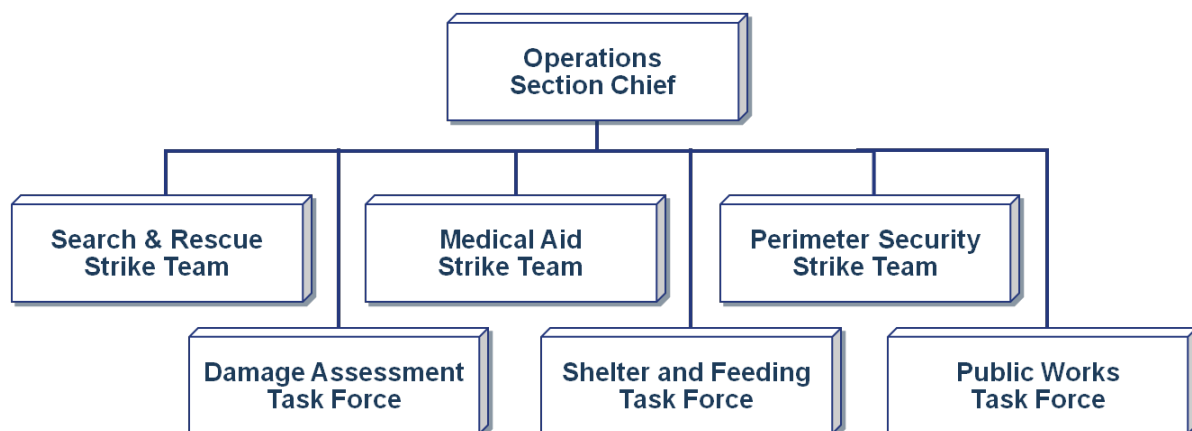 Operations
Section Chief
Search & Rescue
Strike Team
Medical Aid
Strike Team
Perimeter Security
Strike Team
Damage Assessment
Task Force
Shelter and Feeding
Task Force
Public Works
Task Force